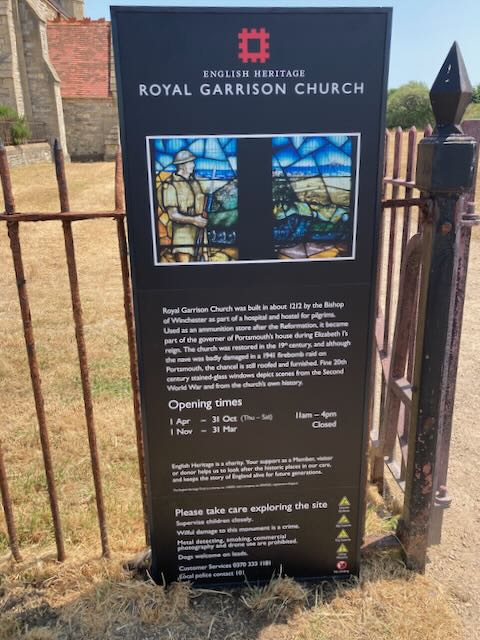 ENGLISH HERITAGE
ROYAL GARRISON CHURCH
Royal Garrison Church was built in about 1212 by the Bishop
of Winchester as part of a hospital and hostel for pilgrims.
Used as an ammunition store after the Reformation, it became
part of the governor of Portsmouth's house during Elizabeth I's
reign. The church was restored in the 19th century, and although
the nave was badly damaged in a 1941 firebomb raid on
Portsmouth, the chancel is still roofed and furnished. Fine 20th
century stained-glass windows depict scenes from the Second
World War and from the church's own history.
Opening times
1 Apr – 31 Oct (Thu – Sat) 11am – 4pm
1 Nov – 31 Mar Closed
English Heritage is a charity. Your support as a Member, visitor
or donor helps us to look after the historic places in our care,
and keeps the story of England alive for future generations.
Please take care exploring the site
Supervise children closely.
Wilful damage to this monument is a crime.
Metal detecting, smoking, commercial
photography and drone use are prohibited.
Dogs welcome on leads.
Customer Services 0370 333 1181
Local police contact 101